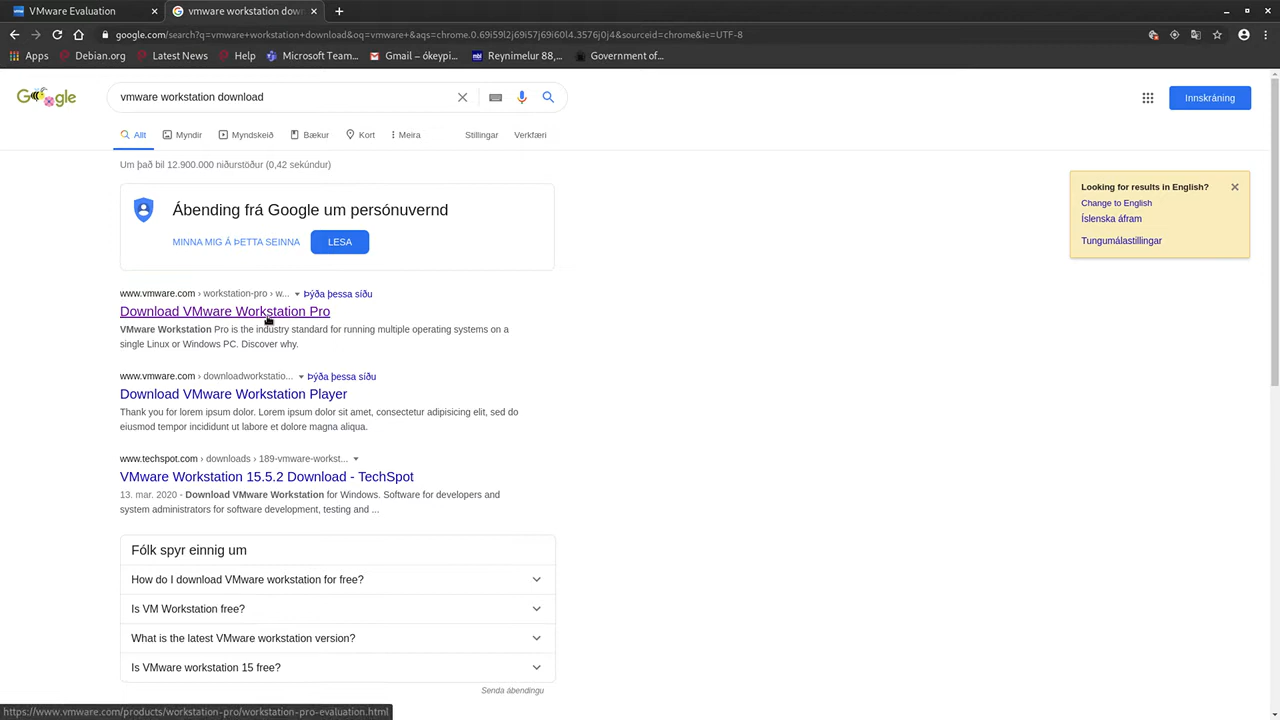 VMware Evaluation
vmware workstation down
google.com/search?q=vmware+workstation+download&oq=vmware+&aqs=chrome.0.69i59l2j69i57j69i60l4.3576j0j4&sourceid=chrome&ie=UTF-8
Apps Debian.org Latest News Help Microsoft Team... Gmail – ókeypi... Reynimelur 88,... Government of...
Google
vmware workstation download
Innskráning
Allt Myndir Myndskeið Bækur Kort Meira Stillingar Verkfæri
Um það bil 12.900.000 niðurstöður (0,42 sekúndur)
Ábending frá Google um persónuvernd
MINNA MIG Á ÞETTA SEINNA LESA
Looking for results in English?
Change to English
Íslenska áfram
Tungumálastillingar
www.vmware.com › workstation-pro › w... Þýða þessa síðu
Download VMware Workstation Pro
VMware Workstation Pro is the industry standard for running multiple operating systems on a
single Linux or Windows PC. Discover why.
www.vmware.com › downloadworkstatio... Þýða þessa síðu
Download VMware Workstation Player
Thank you for lorem ipsum dolor. Lorem ipsum dolor sit amet, consectetur adipisicing elit, sed do
eiusmod tempor incididunt ut labore et dolore magna aliqua.
www.techspot.com › downloads › 189-vmware-workst...
VMware Workstation 15.5.2 Download - TechSpot
13. mar. 2020 - Download VMware Workstation for Windows. Software for developers and
system administrators for software development, testing and ...
Fólk spyr einnig um
How do I download VMware workstation for free?
Is VM Workstation free?
What is the latest VMware workstation version?
Is VMware workstation 15 free?
Senda ábendingu
https://www.vmware.com/products/workstation-pro/workstation-pro-evaluation.html